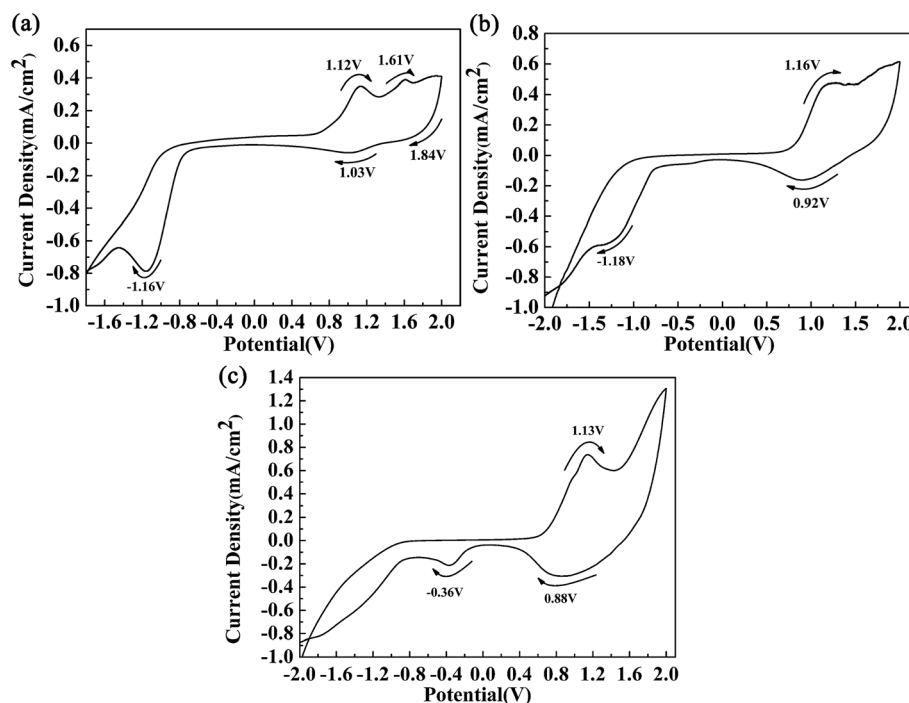 (a)
Current Density(mA/cm²)
0.6
0.4
0.2
0.0
-0.2
-0.4
-0.6
-0.8
-1.0
1.12V
1.61V
1.84V
1.03V
-1.16V
-1.6 -1.2 -0.8 -0.4 0.0 0.4 0.8 1.2 1.6 2.0
Potential(V)
(b)
Current Density(mA/cm²)
0.8
0.6
0.4
0.2
0.0
-0.2
-0.4
-0.6
-0.8
-1.0
1.16V
0.92V
-1.18V
-2.0 -1.5 -1.0 -0.5 0.0 0.5 1.0 1.5 2.0
Potential(V)
(c)
Current Density(mA/cm²)
1.4
1.2
1.0
0.8
0.6
0.4
0.2
0.0
-0.2
-0.4
-0.6
-0.8
-1.0
1.13V
-0.36V
0.88V
-2.0 -1.6 -1.2 -0.8 -0.4 0.0 0.4 0.8 1.2 1.6 2.0
Potential(V)